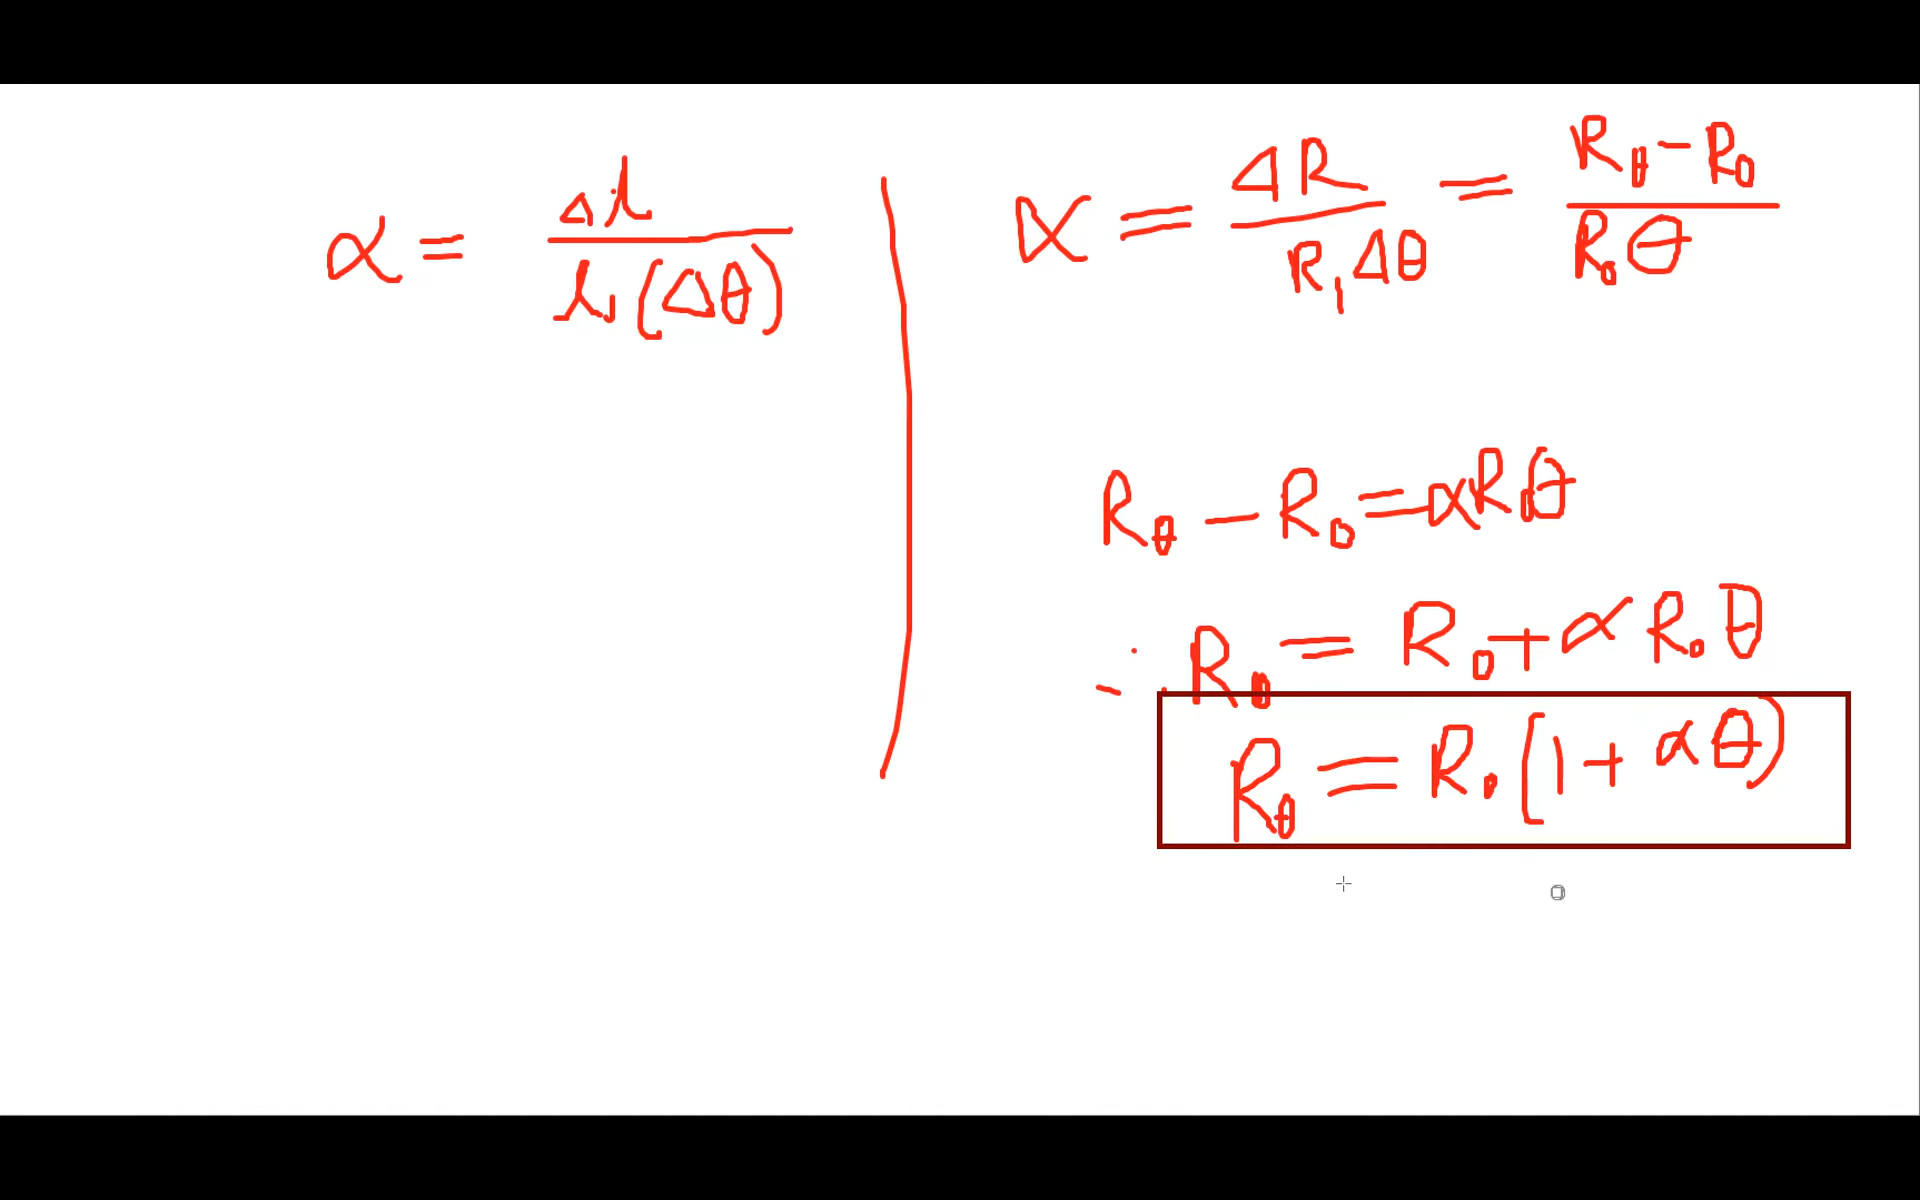 α = Δl / l₁(Δθ)
α = ΔR / R₁Δθ = Rθ − R₀ / R₀θ
Rθ − R₀ = αR₀θ
∴ Rθ = R₀ + αR₀θ
Rθ = R₀(1 + αθ)